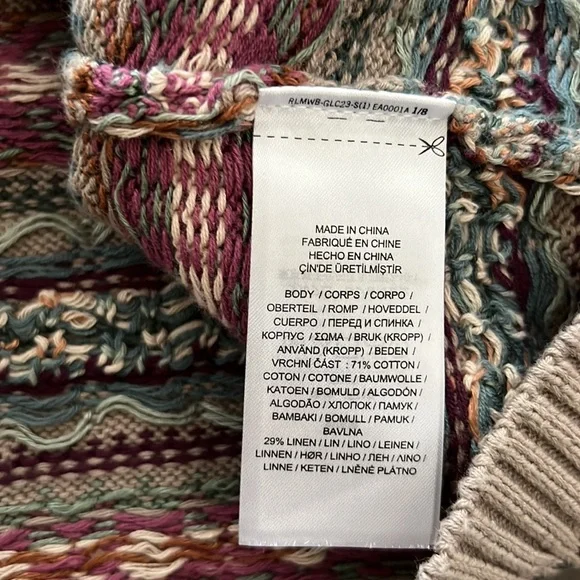 RLMWB-GLC23-S(1) EA0001A 1/8
MADE IN CHINA
FABRIQUÉ EN CHINE
HECHO EN CHINA
ÇİN'DE ÜRETİLMİŞTİR
BODY / CORPS / CORPO /
OBERTEIL / ROMP / HOVEDDEL /
CUERPO / ПЕРЕД И СПИНКА /
КОРПУС / ΣΩΜΑ / BRUK (KROPP) /
ANVÄND (KROPP) / BEDEN /
VRCHNÍ ČÁST : 71% COTTON /
COTON / COTONE / BAUMWOLLE /
KATOEN / BOMULD / ALGODÓN /
ALGODÃO / ХЛОПОК / ПАМУК /
BAMBAKI / BOMULL / PAMUK /
BAVLNA
29% LINEN / LIN / LINO / LEINEN /
LINNEN / HØR / LINHO / ЛЕН / ΛΙΝΟ /
LINNE / KETEN / LNĚNÉ PLÁTNO